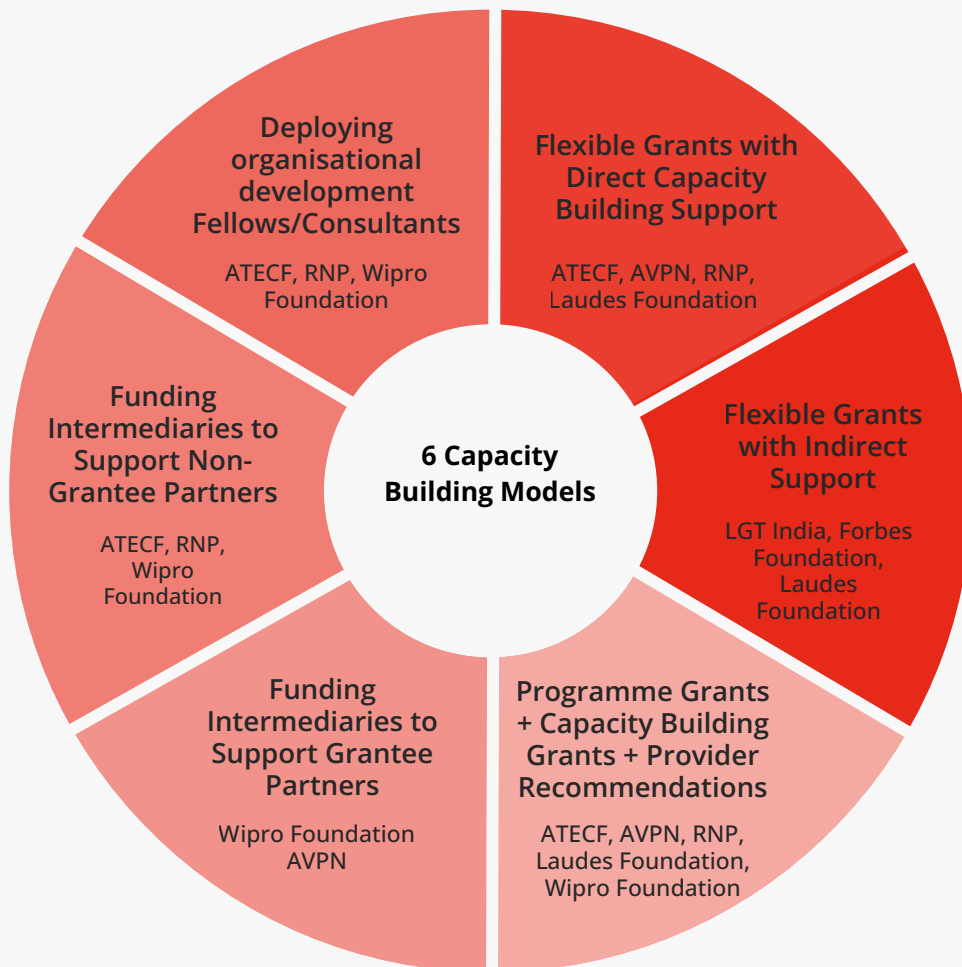 Deploying
organisational
development
Fellows/Consultants
ATECF, RNP, Wipro
Foundation
Flexible Grants with
Direct Capacity
Building Support
ATECF, AVPN, RNP,
Laudes Foundation
Funding
Intermediaries to
Support Non-
Grantee Partners
ATECF, RNP,
Wipro
Foundation
6 Capacity
Building Models
Flexible Grants
with Indirect
Support
LGT India, Forbes
Foundation,
Laudes
Foundation
Funding
Intermediaries to
Support Grantee
Partners
Wipro Foundation
AVPN
Programme Grants
+ Capacity Building
Grants + Provider
Recommendations
ATECF, AVPN, RNP,
Laudes Foundation,
Wipro Foundation